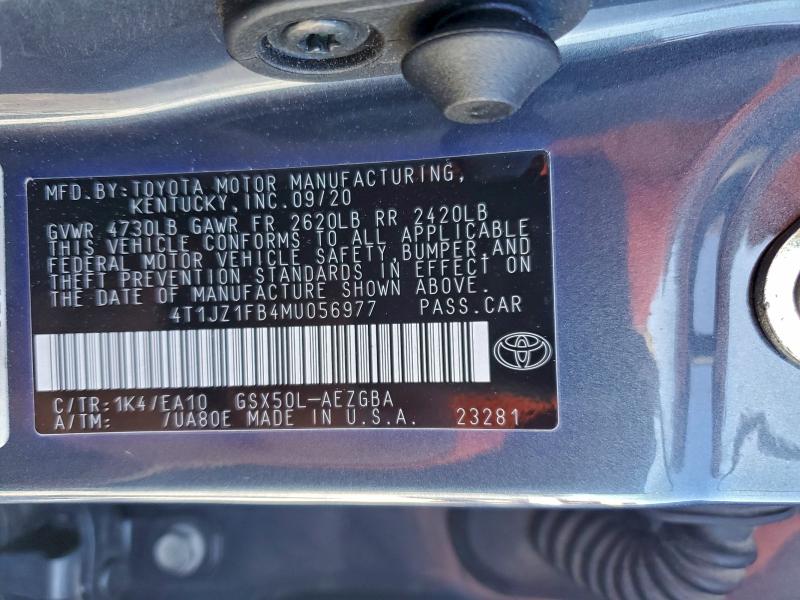 MFD. BY: TOYOTA MOTOR MANUFACTURING,
KENTUCKY, INC. 09/20
GVWR 4730LB GAWR FR 2620LB RR 2420LB
THIS VEHICLE CONFORMS TO ALL APPLICABLE
FEDERAL MOTOR VEHICLE SAFETY, BUMPER, AND
THEFT PREVENTION STANDARDS IN EFFECT ON
THE DATE OF MANUFACTURE SHOWN ABOVE.
4T1JZ1FB4MU056977 PASS. CAR
C/TR: 1K4/EA10 GSX50L-AEZGBA
A/TM: /UA80E MADE IN U.S.A. 23281